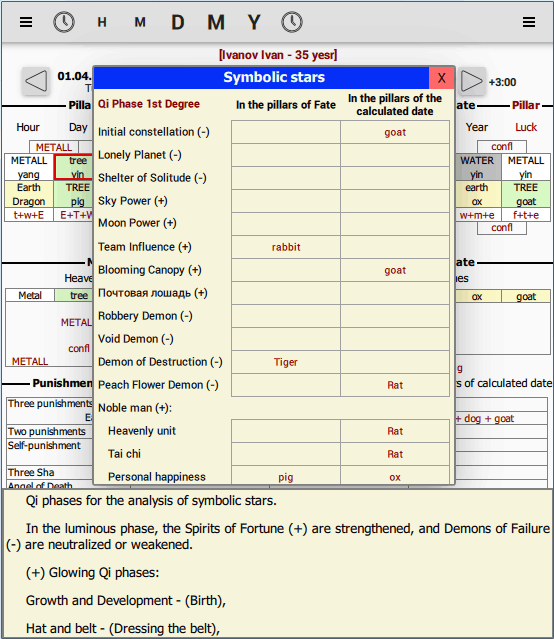 H M D M Y
[Ivanov Ivan - 35 yesr]
01.04.
+3:00
Symbolic stars X
Qi Phase 1st Degree In the pillars of Fate In the pillars of the calculated date
Initial constellation (-) goat
Lonely Planet (-)
Shelter of Solitude (-)
Sky Power (+)
Moon Power (+)
Team Influence (+) rabbit
Blooming Canopy (+) goat
Почтовая лошадь (+)
Robbery Demon (-)
Void Demon (-)
Demon of Destruction (-) Tiger
Peach Flower Demon (-) Rat
Noble man (+):
Heavenly unit Rat
Tai chi Rat
Personal happiness pig ox
Pilla
Hour Day
METALL
METALL tree
yang yin
Earth TREE
Dragon pig
t+w+E E+T+W
Heave
Metal tree
METAL
confl
METALL
Punishmen
Three punishments
Two punishments
Self-punishment
Three Sha
Angel of Death
ate Pillar
Year Luck
confl
WATER METALL
yin yin
earth TREE
ox goat
w+m+e f+t+e
confl
ate
nes
ox goat
g
s of calculated date
+ dog + goat
Qi phases for the analysis of symbolic stars.
In the luminous phase, the Spirits of Fortune (+) are strengthened, and Demons of Failure
(-) are neutralized or weakened.
(+) Glowing Qi phases:
Growth and Development - (Birth),
Hat and belt - (Dressing the belt),